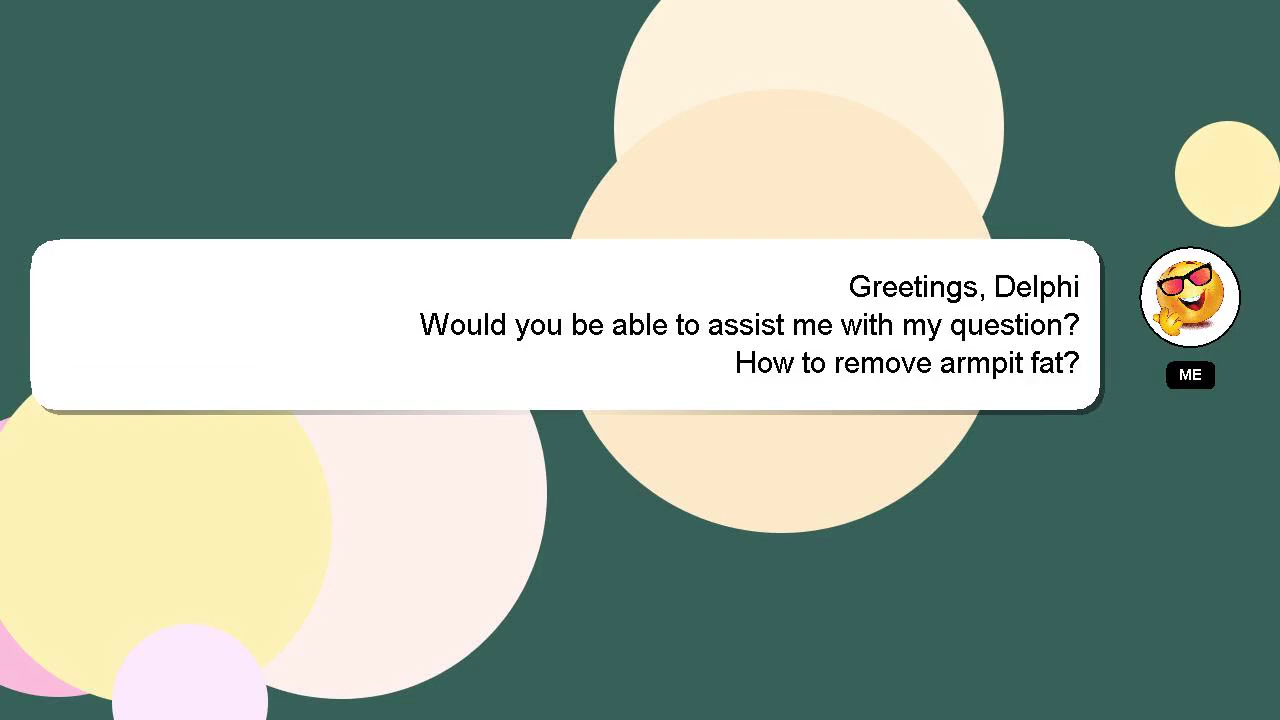 Greetings, Delphi
Would you be able to assist me with my question?
How to remove armpit fat?
ME